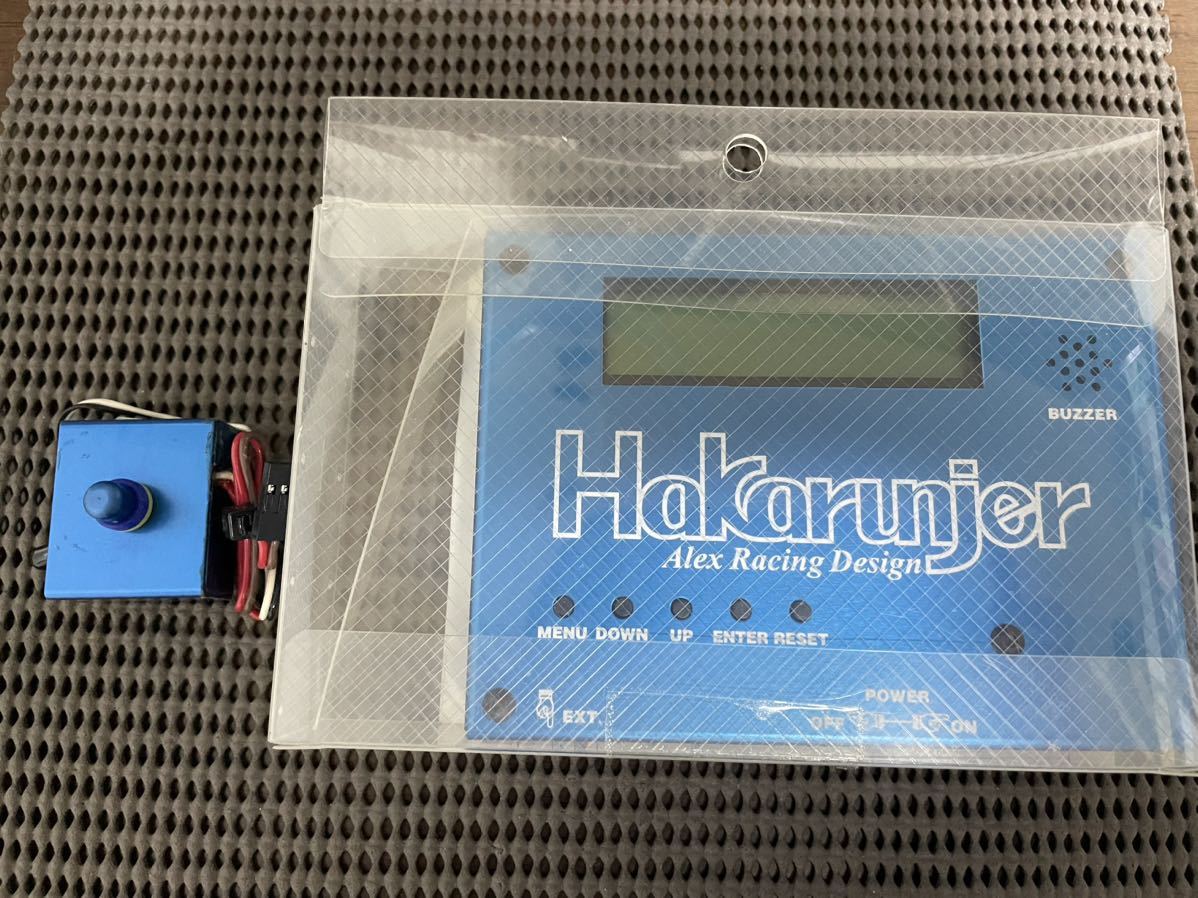 BUZZER
Hakarunjer
Alex Racing Design
MENU DOWN UP ENTER RESET
POWER
EXT. OFF ON